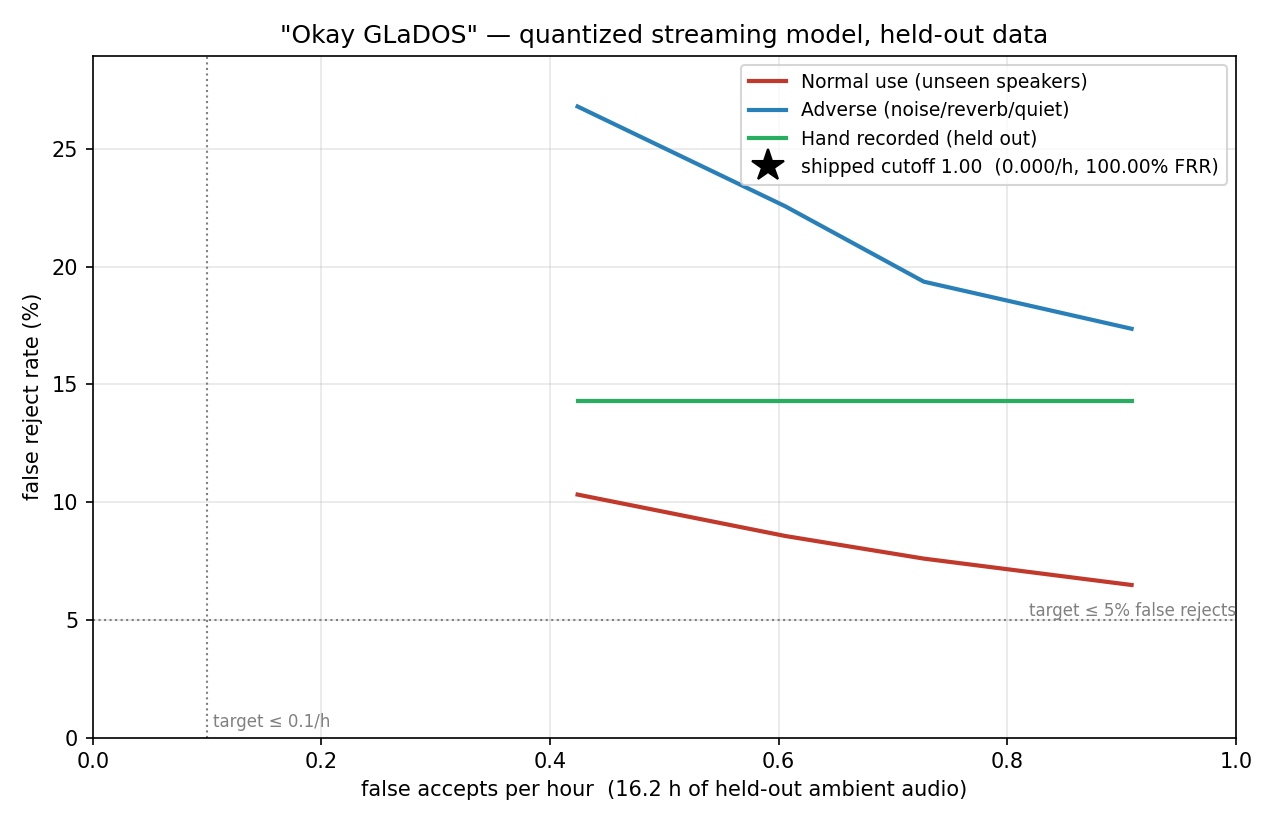 "Okay GLaDOS" — quantized streaming model, held-out data
Normal use (unseen speakers)
Adverse (noise/reverb/quiet)
Hand recorded (held out)
shipped cutoff 1.00  (0.000/h, 100.00% FRR)
false reject rate (%)
25
20
15
10
5
0
target ≤ 5% false rejects
target ≤ 0.1/h
0.0 0.2 0.4 0.6 0.8 1.0
false accepts per hour  (16.2 h of held-out ambient audio)